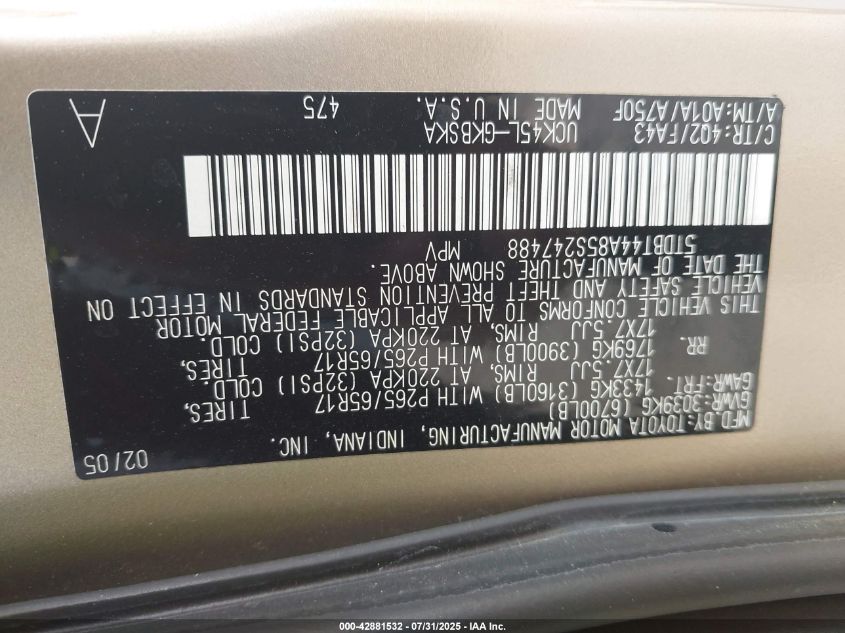 MFD.BY:TOYOTA MOTOR MANUFACTURING, INDIANA, INC. 02/05
GVWR:3039KG (6700LB)
GAWR:FRT. 1433KG (3160LB) WITH P265/65R17 TIRES,
17X7.5JJ RIMS, AT 220KPA (32PSI) COLD.
RR. 1769KG (3900LB) WITH P265/65R17 TIRES,
17X7.5JJ RIMS, AT 220KPA (32PSI) COLD.
THIS VEHICLE CONFORMS TO ALL APPLICABLE FEDERAL MOTOR
VEHICLE SAFETY AND THEFT PREVENTION STANDARDS IN EFFECT ON
THE DATE OF MANUFACTURE SHOWN ABOVE.
5TDBT44A85S247488 MPV
C/TR:4Q2/FA43 UCK45L-GKBSKA 475 A
A/TM:A01A/A750F MADE IN U.S.A.
000-42881532 - 07/31/2025 - IAA Inc.